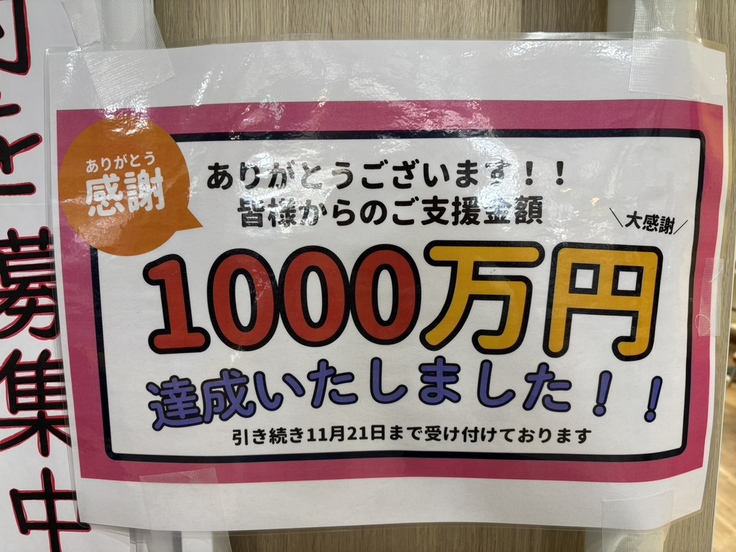 ありがとう
感謝
ありがとうございます！！
皆様からのご支援金額
＼大感謝／
1000万円
達成いたしました！！
引き続き11月21日まで受け付けております
募集中